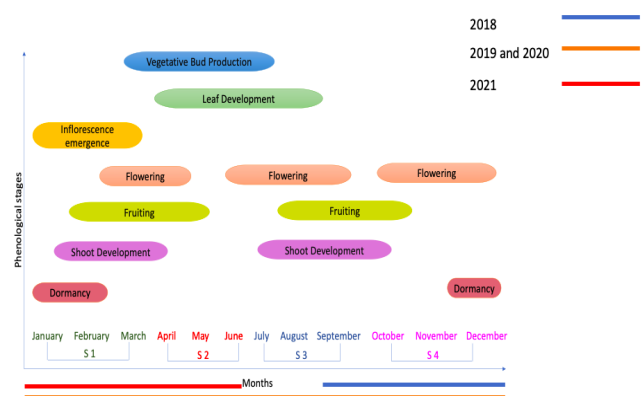 2018
2019 and 2020
2021
Phenological stages
Vegetative Bud Production
Leaf Development
Inflorescence
emergence
Flowering
Flowering
Flowering
Fruiting
Fruiting
Shoot Development
Shoot Development
Dormancy
Dormancy
January February March April May June July August September October November December
S 1 S 2 S 3 S 4
Months